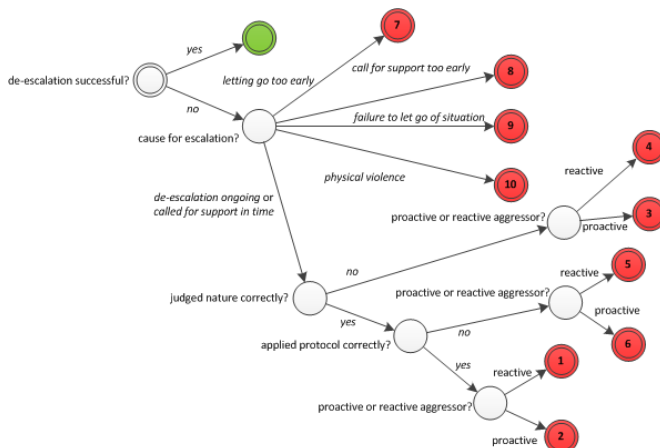 7
yes
de-escalation successful?
letting go too early
call for support too early
8
no
cause for escalation?
failure to let go of situation
9
physical violence
10
4
reactive
de-escalation ongoing or
called for support in time
proactive or reactive aggressor?
3
proactive
no
5
reactive
judged nature correctly?
proactive or reactive aggressor?
yes
proactive
no
6
applied protocol correctly?
yes
1
reactive
proactive or reactive aggressor?
2
proactive